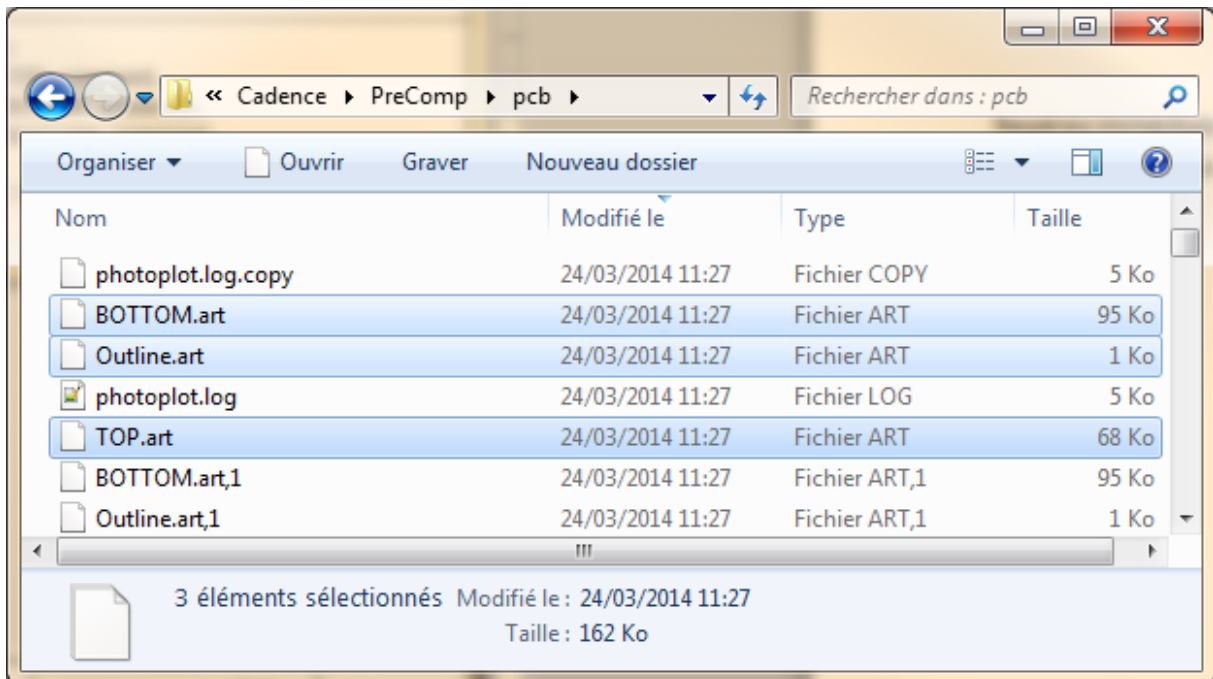 « Cadence ▸ PreComp ▸ pcb ▸ Rechercher dans : pcb
Organiser Ouvrir Graver Nouveau dossier
Nom Modifié le Type Taille
photoplot.log.copy 24/03/2014 11:27 Fichier COPY 5 Ko
BOTTOM.art 24/03/2014 11:27 Fichier ART 95 Ko
Outline.art 24/03/2014 11:27 Fichier ART 1 Ko
photoplot.log 24/03/2014 11:27 Fichier LOG 5 Ko
TOP.art 24/03/2014 11:27 Fichier ART 68 Ko
BOTTOM.art,1 24/03/2014 11:27 Fichier ART,1 95 Ko
Outline.art,1 24/03/2014 11:27 Fichier ART,1 1 Ko
3 éléments sélectionnés Modifié le : 24/03/2014 11:27
Taille : 162 Ko